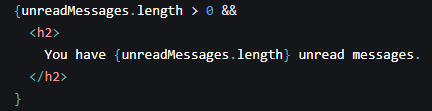 {unreadMessages.length > 0 &&
  <h2>
    You have {unreadMessages.length} unread messages.
  </h2>
}